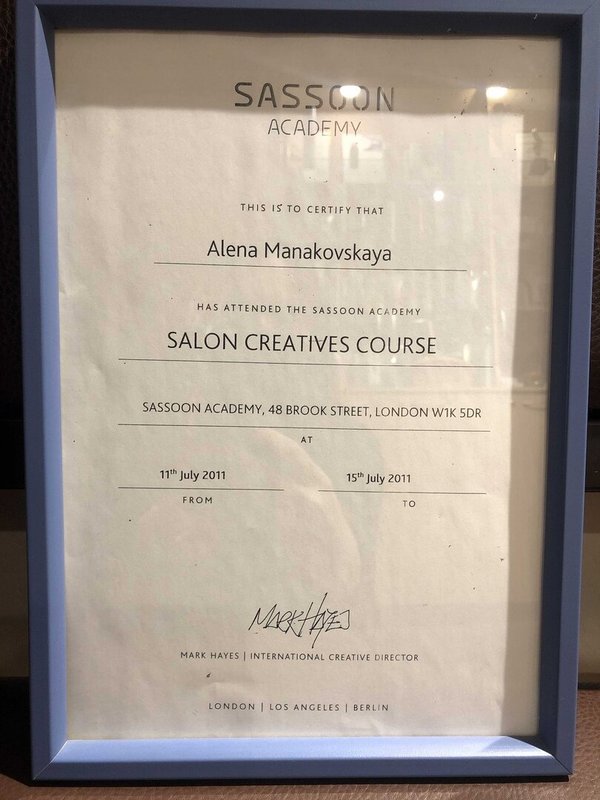 SASSOON
ACADEMY
THIS IS TO CERTIFY THAT
Alena Manakovskaya
HAS ATTENDED THE SASSOON ACADEMY
SALON CREATIVES COURSE
SASSOON ACADEMY, 48 BROOK STREET, LONDON W1K 5DR
AT
11th July 2011 15th July 2011
FROM TO
MARK HAYES
MARK HAYES | INTERNATIONAL CREATIVE DIRECTOR
LONDON | LOS ANGELES | BERLIN